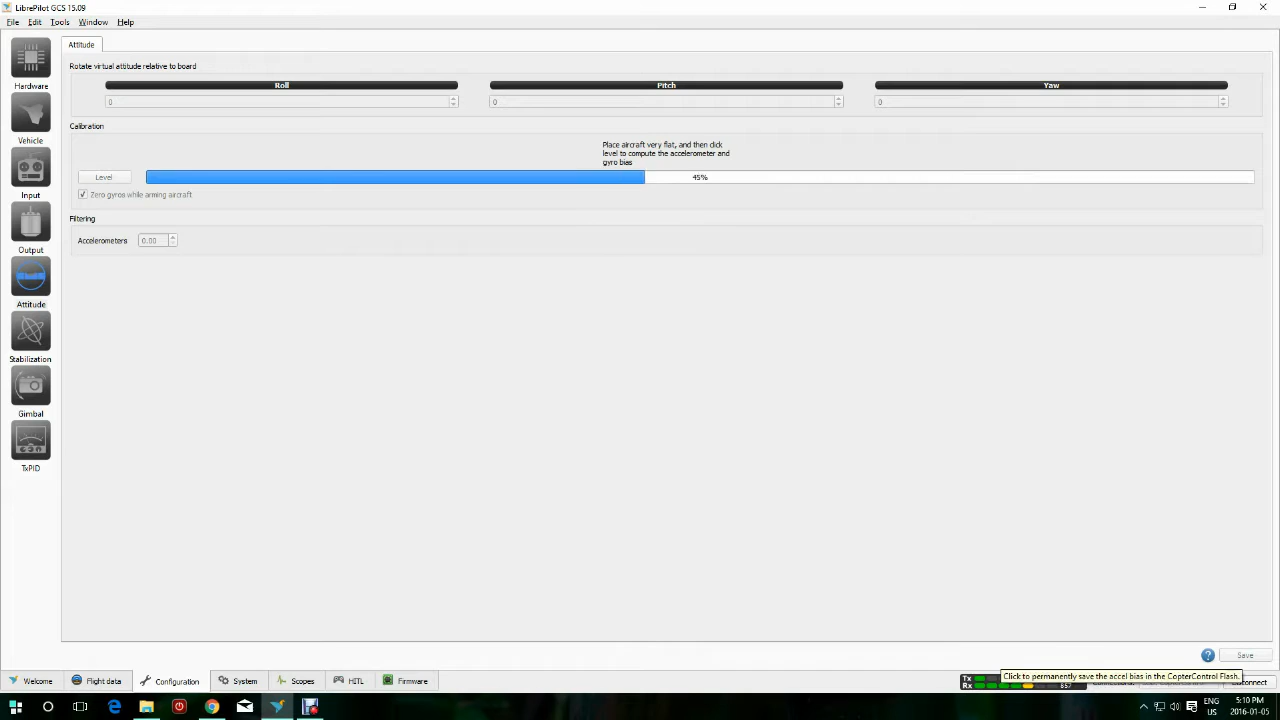 LibrePilot GCS 15.09
File Edit Tools Window Help
Attitude
Rotate virtual attitude relative to board
Hardware
Roll Pitch Yaw
0 0 0
Vehicle
Calibration
Place aircraft very flat, and then click
level to compute the accelerometer and
gyro bias
Level 45%
Zero gyros while arming aircraft
Input
Filtering
Accelerometers 0.00
Output
Attitude
Stabilization
Gimbal
TxPID
Save
Welcome Flight data Configuration System Scopes HITL Firmware
Click to permanently save the accel bias in the CopterControl Flash.
Tx
Rx 857
ENG 5:10 PM
US 2016-01-05